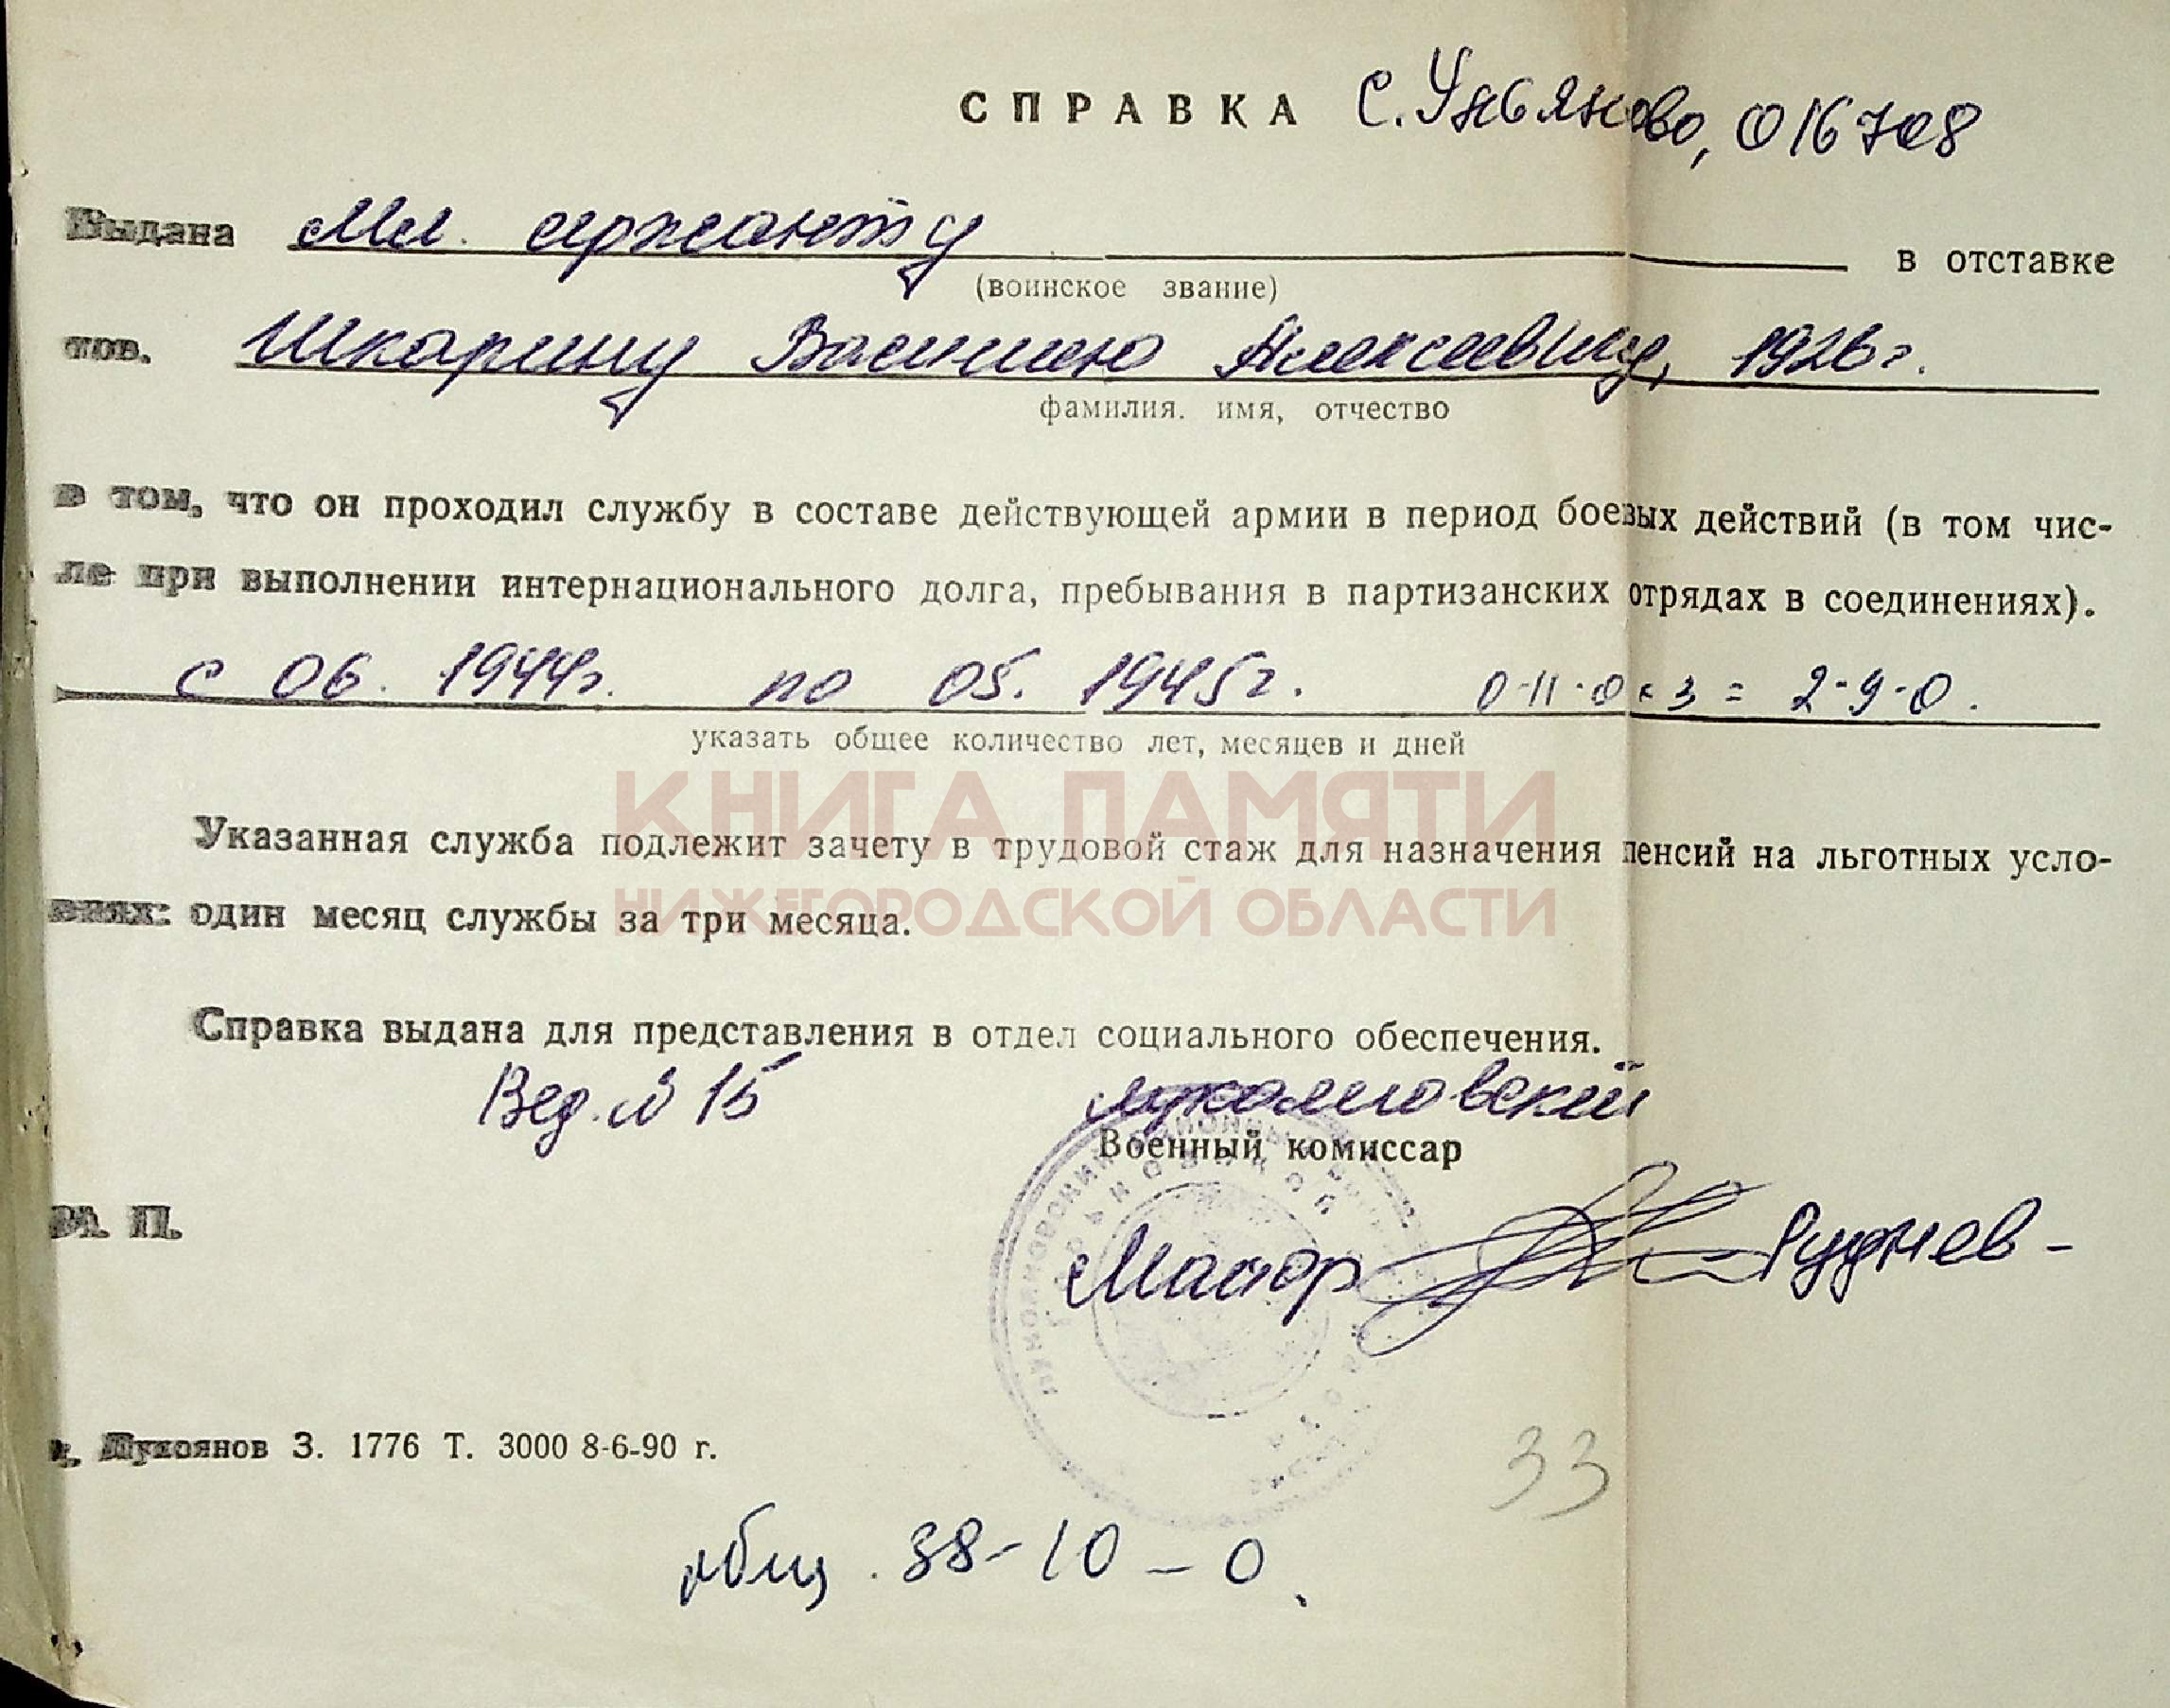 СПРАВКА с. Ульяново, 016708
Выдана Мл. сержанту в отставке
(воинское звание)
тов. Шкарину Василию Алексеевичу, 1926г.
фамилия. имя, отчество
в том, что он проходил службу в составе действующей армии в период боевых действий (в том чис-
ле при выполнении интернационального долга, пребывания в партизанских отрядах в соединениях).
с 06. 1944г. по 05. 1945г. 0-11-0 × 3 = 2-9-0.
указать общее количество лет, месяцев и дней
КНИГА ПАМЯТИ
Указанная служба подлежит зачету в трудовой стаж для назначения пенсий на льготных усло-
НИЖЕГОРОДСКОЙ ОБЛАСТИ
виях: один месяц службы за три месяца.
Справка выдана для представления в отдел социального обеспечения.
Вед. № 15
Военный комиссар
М. П.
Майор Руднев-
г. Лукоянов З. 1776 Т. 3000 8-6-90 г.
33
общ. 38-10-0.